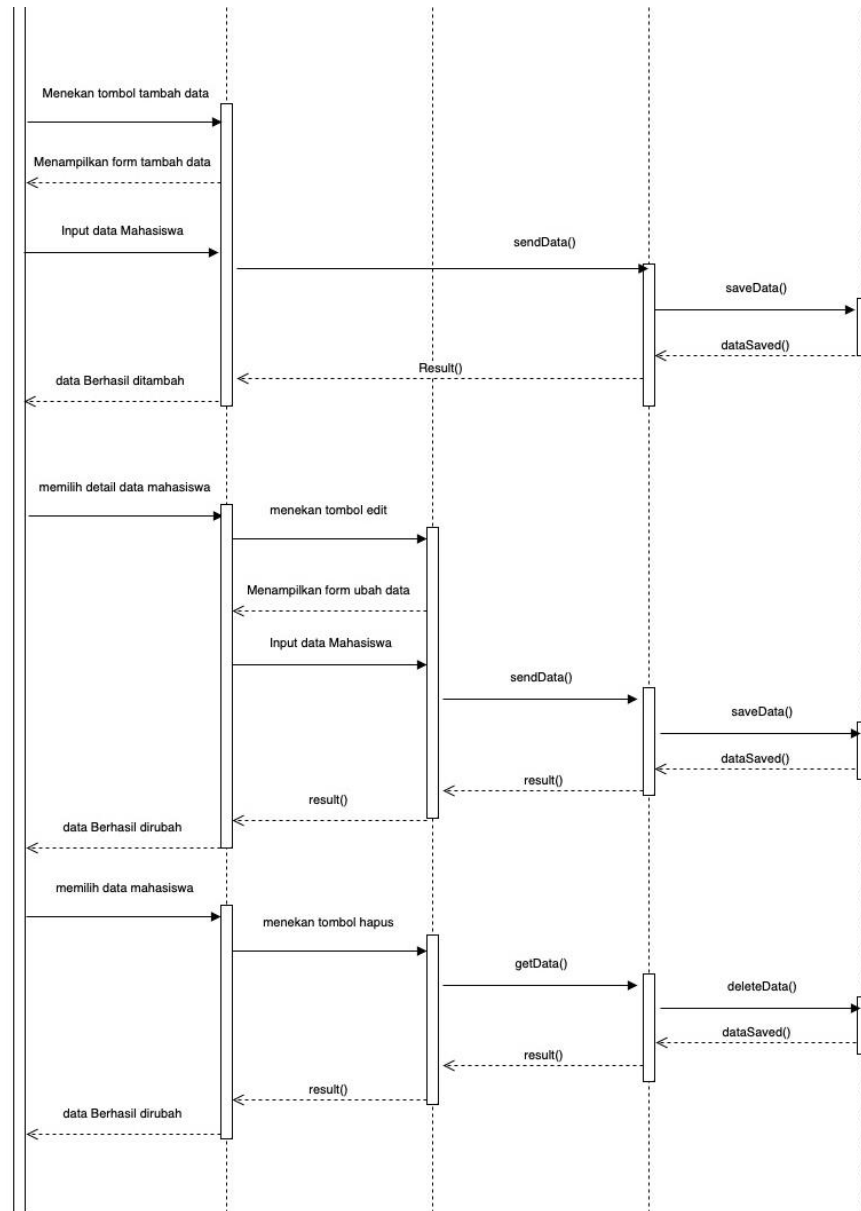 Menekan tombol tambah data
Menampilkan form tambah data
Input data Mahasiswa
sendData()
saveData()
dataSaved()
Result()
data Berhasil ditambah
memilih detail data mahasiswa
menekan tombol edit
Menampilkan form ubah data
Input data Mahasiswa
sendData()
saveData()
dataSaved()
result()
result()
data Berhasil dirubah
memilih data mahasiswa
menekan tombol hapus
getData()
deleteData()
dataSaved()
result()
result()
data Berhasil dirubah